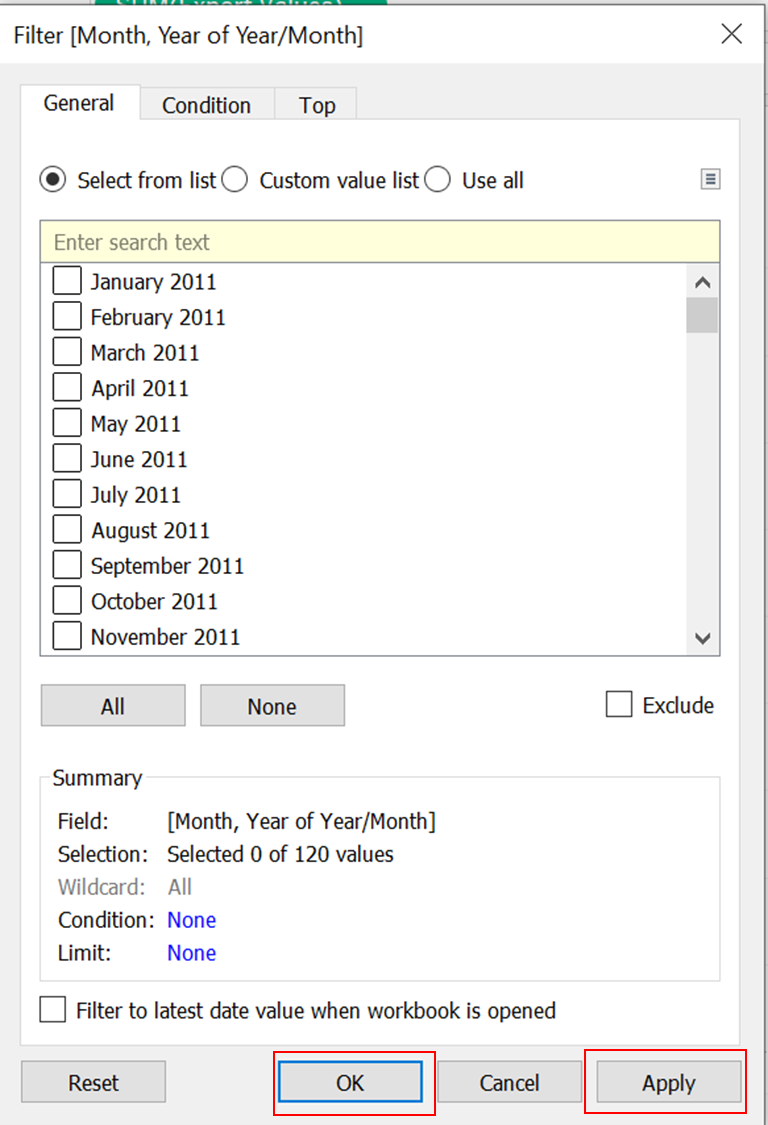 SUM(Export Values)
Filter [Month, Year of Year/Month]
General Condition Top
Select from list Custom value list Use all
Enter search text
January 2011
February 2011
March 2011
April 2011
May 2011
June 2011
July 2011
August 2011
September 2011
October 2011
November 2011
All None Exclude
Summary
Field: [Month, Year of Year/Month]
Selection: Selected 0 of 120 values
Wildcard: All
Condition: None
Limit: None
Filter to latest date value when workbook is opened
Reset OK Cancel Apply